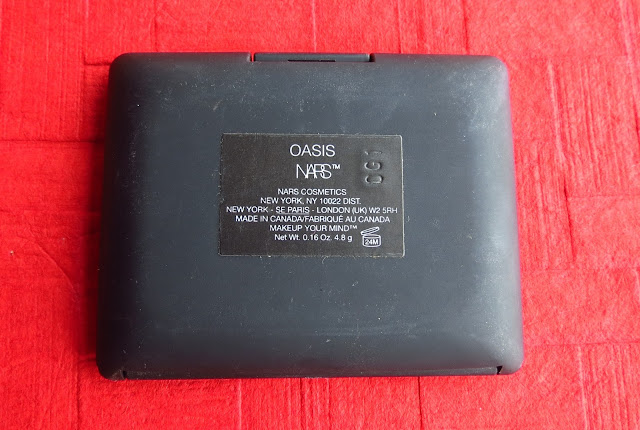 OASIS
NARS™
0G1
NARS COSMETICS
NEW YORK, NY 10022 DIST.
NEW YORK - SE PARIS - LONDON (UK) W2 5RH
MADE IN CANADA/FABRIQUÉ AU CANADA
MAKEUP YOUR MIND™
Net Wt. 0.16 Oz. 4.8 g
24M